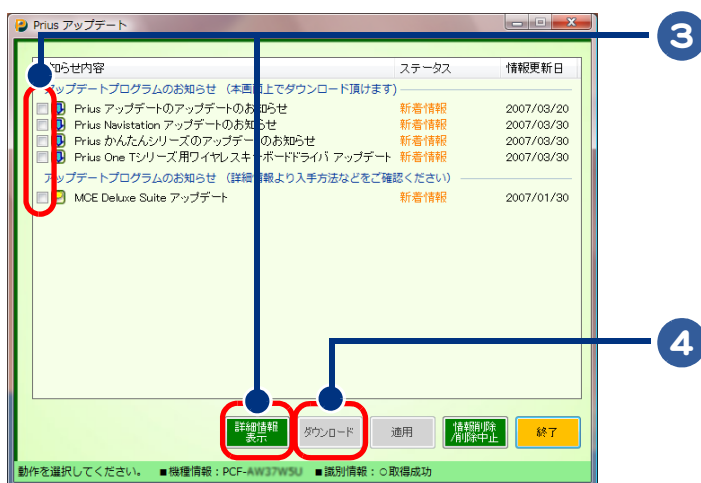 Prius アップデート
③
知らせ内容 ステータス 情報更新日
アップデートプログラムのお知らせ (本画面上でダウンロード頂けます)
Prius アップデートのアップデートのお知らせ 新着情報 2007/03/20
Prius Navistation アップデートのお知らせ 新着情報 2007/03/30
Prius かんたんシリーズのアップデートのお知らせ 新着情報 2007/03/30
Prius One Tシリーズ用ワイヤレスキーボードドライバ アップデート 新着情報 2007/03/30
アップデートプログラムのお知らせ (詳細情報より入手方法などをご確認ください)
MCE Deluxe Suite アップデート 新着情報 2007/01/30
④
詳細情報
表示
ダウンロード
適用
情報削除
/削除中止
終了
動作を選択してください。 ■機種情報:PCF-AW37W5U ■識別情報:○取得成功